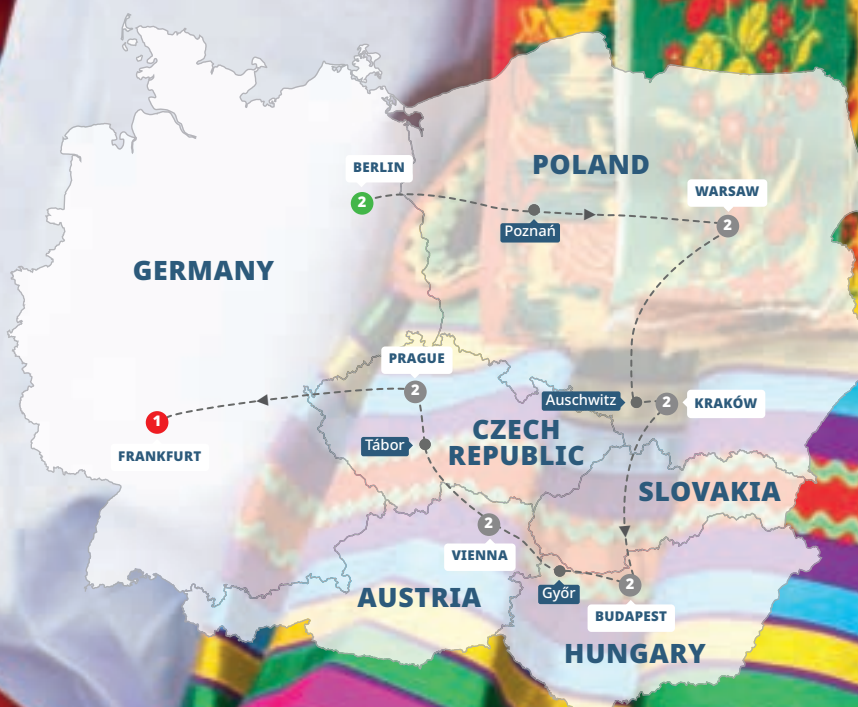 BERLIN
2
POLAND
WARSAW
2
Poznań
GERMANY
PRAGUE
2
Auschwitz
2
KRAKÓW
1
FRANKFURT
Tábor
CZECH
REPUBLIC
SLOVAKIA
2
VIENNA
2
Győr
AUSTRIA
BUDAPEST
HUNGARY